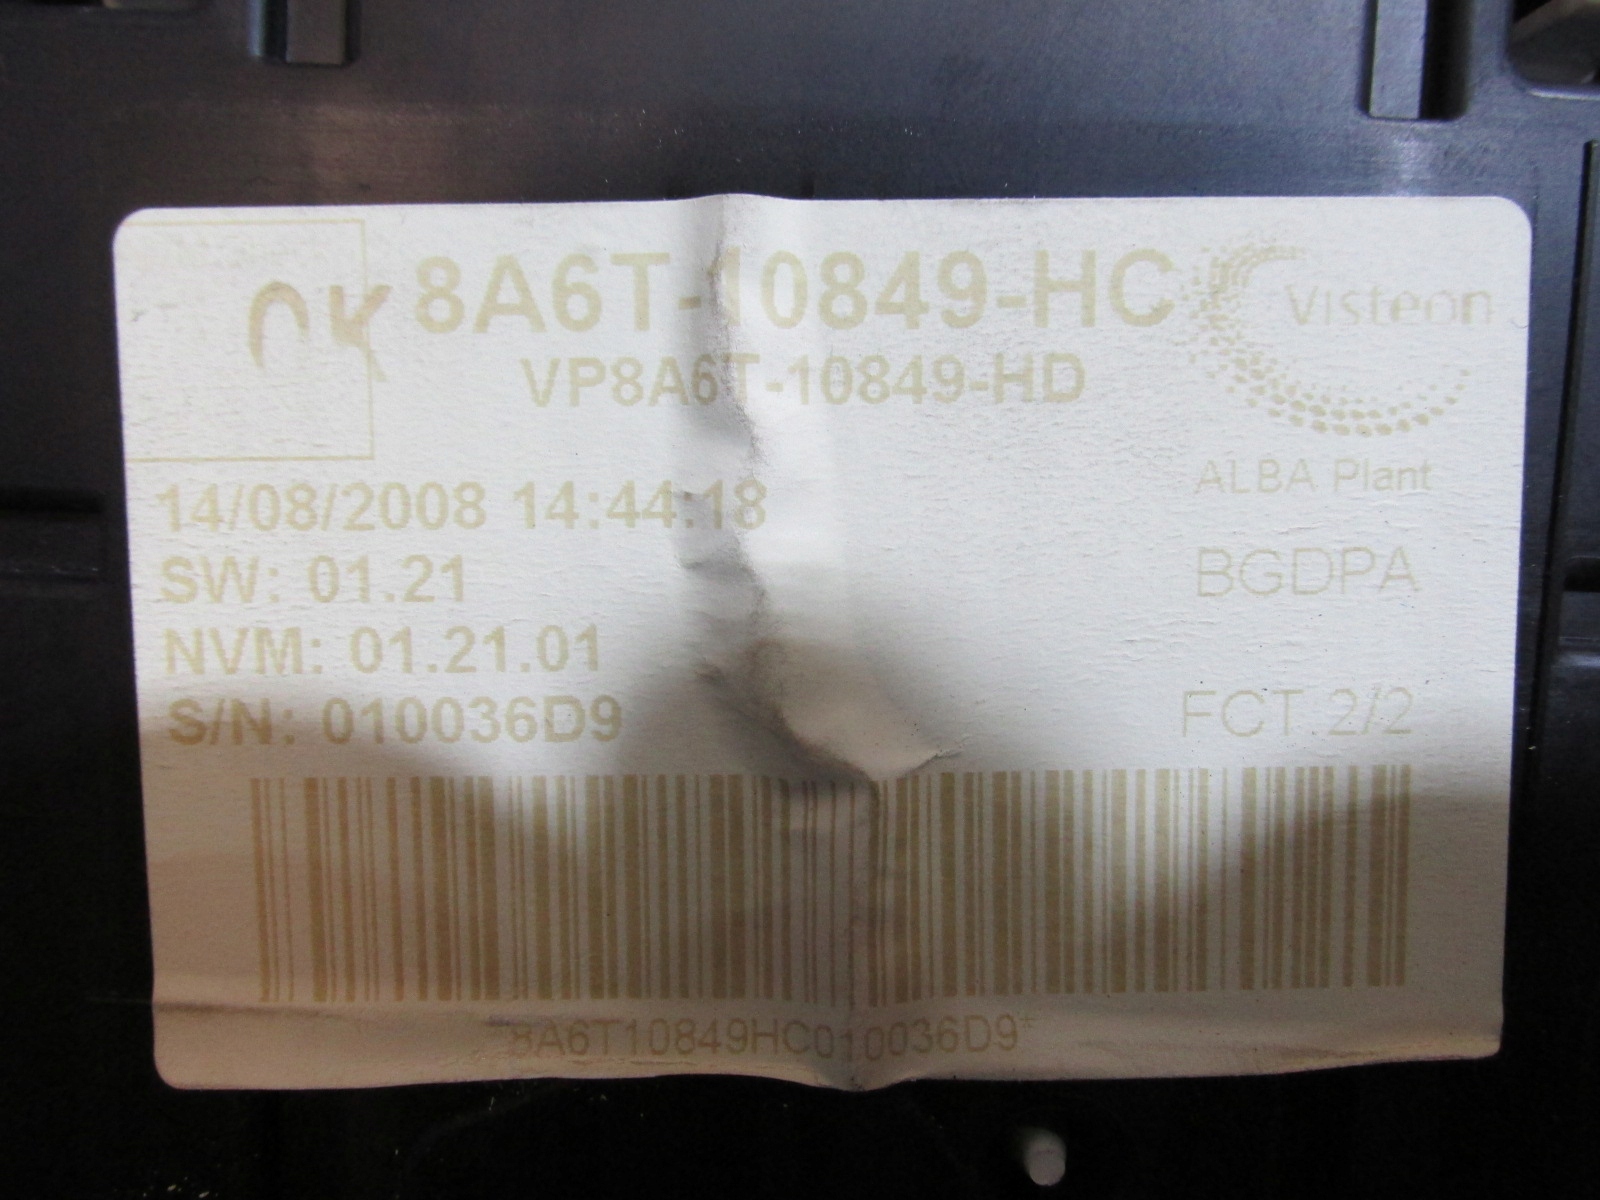 OK
8A6T-10849-HC
Visteon
VP8A6T-10849-HD
ALBA Plant
14/08/2008 14:44:18
BGDPA
SW: 01.21
NVM: 01.21.01
S/N: 010036D9
FCT.2/2
*8A6T10849HC010036D9*